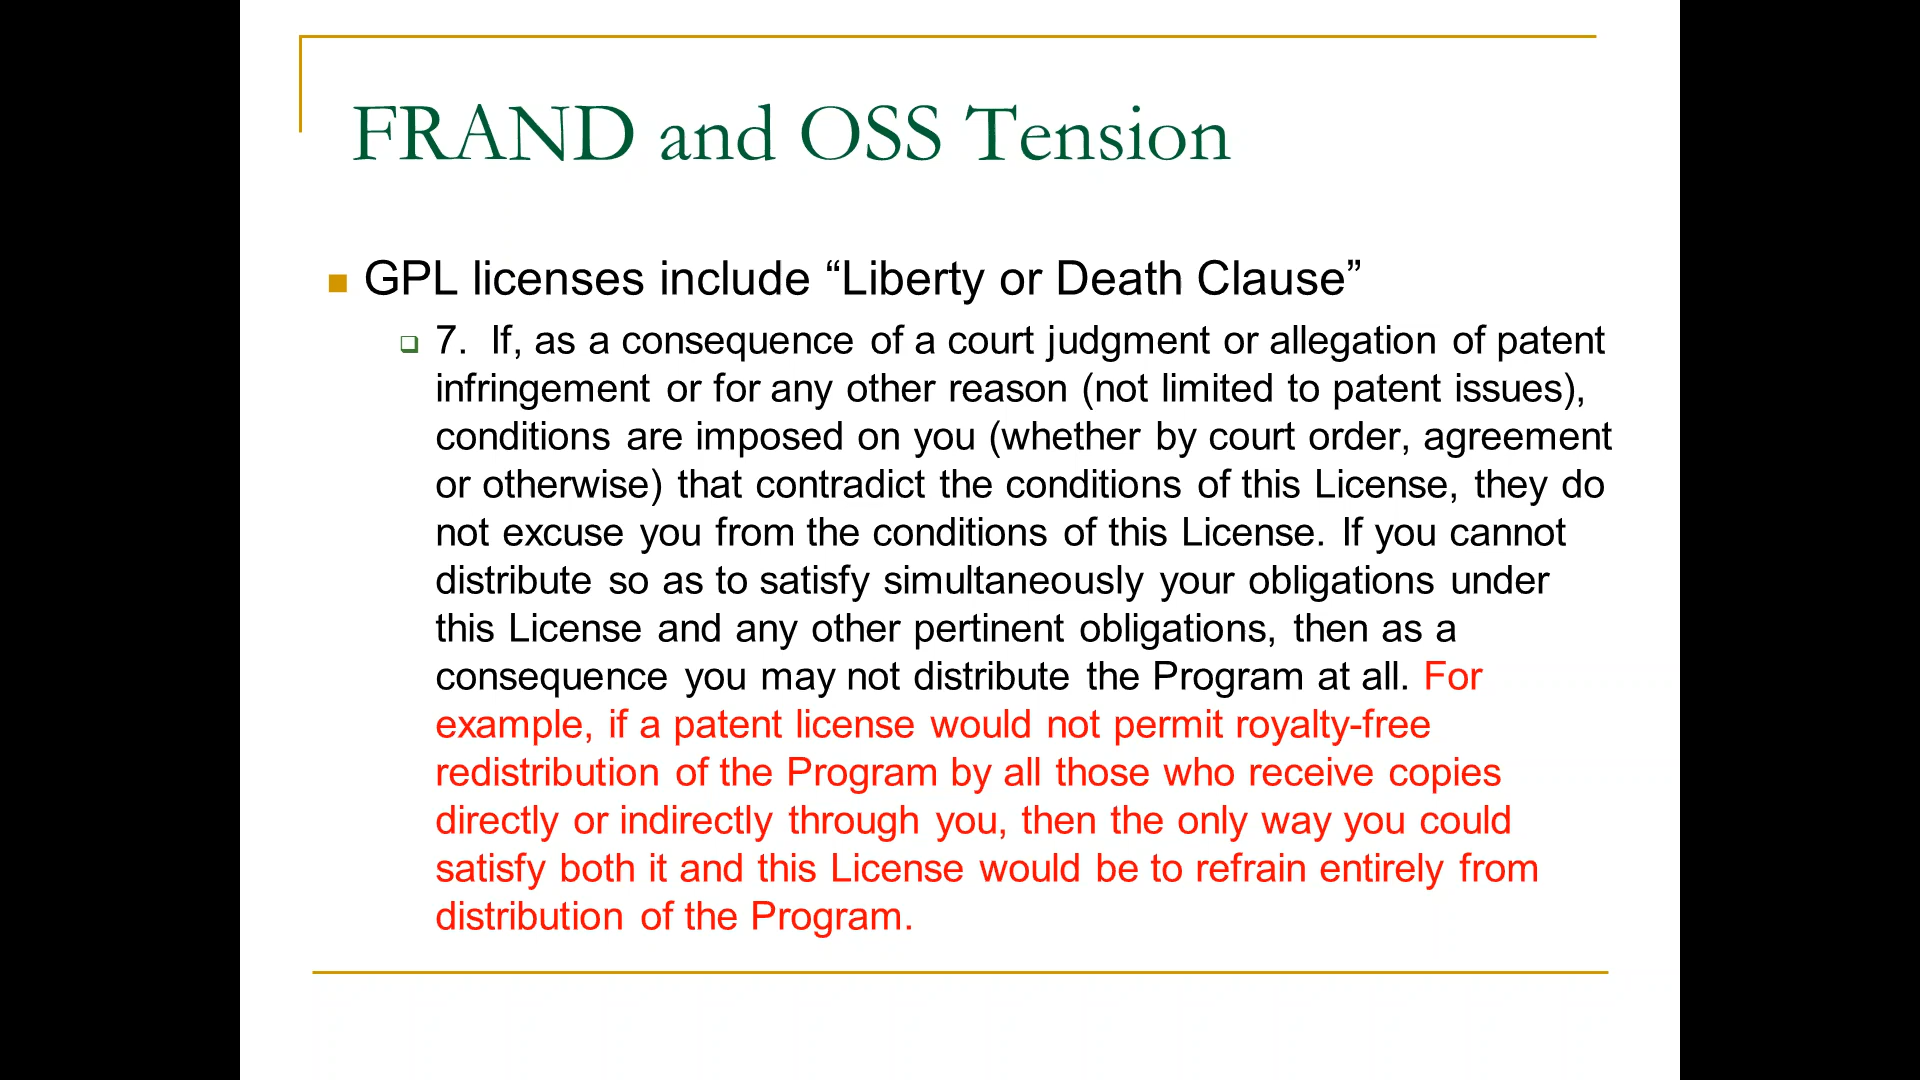 FRAND and OSS Tension
GPL licenses include “Liberty or Death Clause”
7. If, as a consequence of a court judgment or allegation of patent
infringement or for any other reason (not limited to patent issues),
conditions are imposed on you (whether by court order, agreement
or otherwise) that contradict the conditions of this License, they do
not excuse you from the conditions of this License. If you cannot
distribute so as to satisfy simultaneously your obligations under
this License and any other pertinent obligations, then as a
consequence you may not distribute the Program at all. For
example, if a patent license would not permit royalty-free
redistribution of the Program by all those who receive copies
directly or indirectly through you, then the only way you could
satisfy both it and this License would be to refrain entirely from
distribution of the Program.